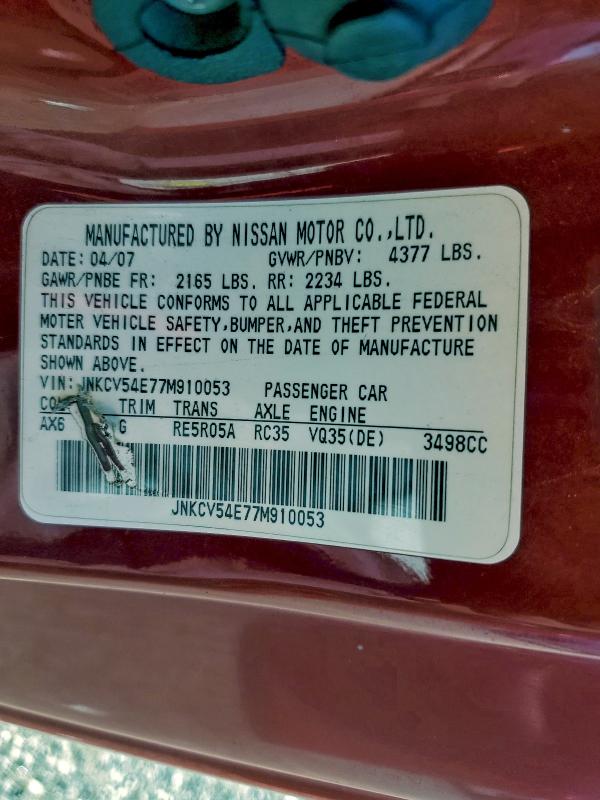 MANUFACTURED BY NISSAN MOTOR CO.,LTD.
DATE: 04/07 GVWR/PNBV: 4377 LBS.
GAWR/PNBE FR: 2165 LBS. RR: 2234 LBS.
THIS VEHICLE CONFORMS TO ALL APPLICABLE FEDERAL
MOTER VEHICLE SAFETY,BUMPER,AND THEFT PREVENTION
STANDARDS IN EFFECT ON THE DATE OF MANUFACTURE
SHOWN ABOVE.
VIN: JNKCV54E77M910053 PASSENGER CAR
TRIM TRANS AXLE ENGINE
AX6 G RE5R05A RC35 VQ35(DE) 3498CC
JNKCV54E77M910053